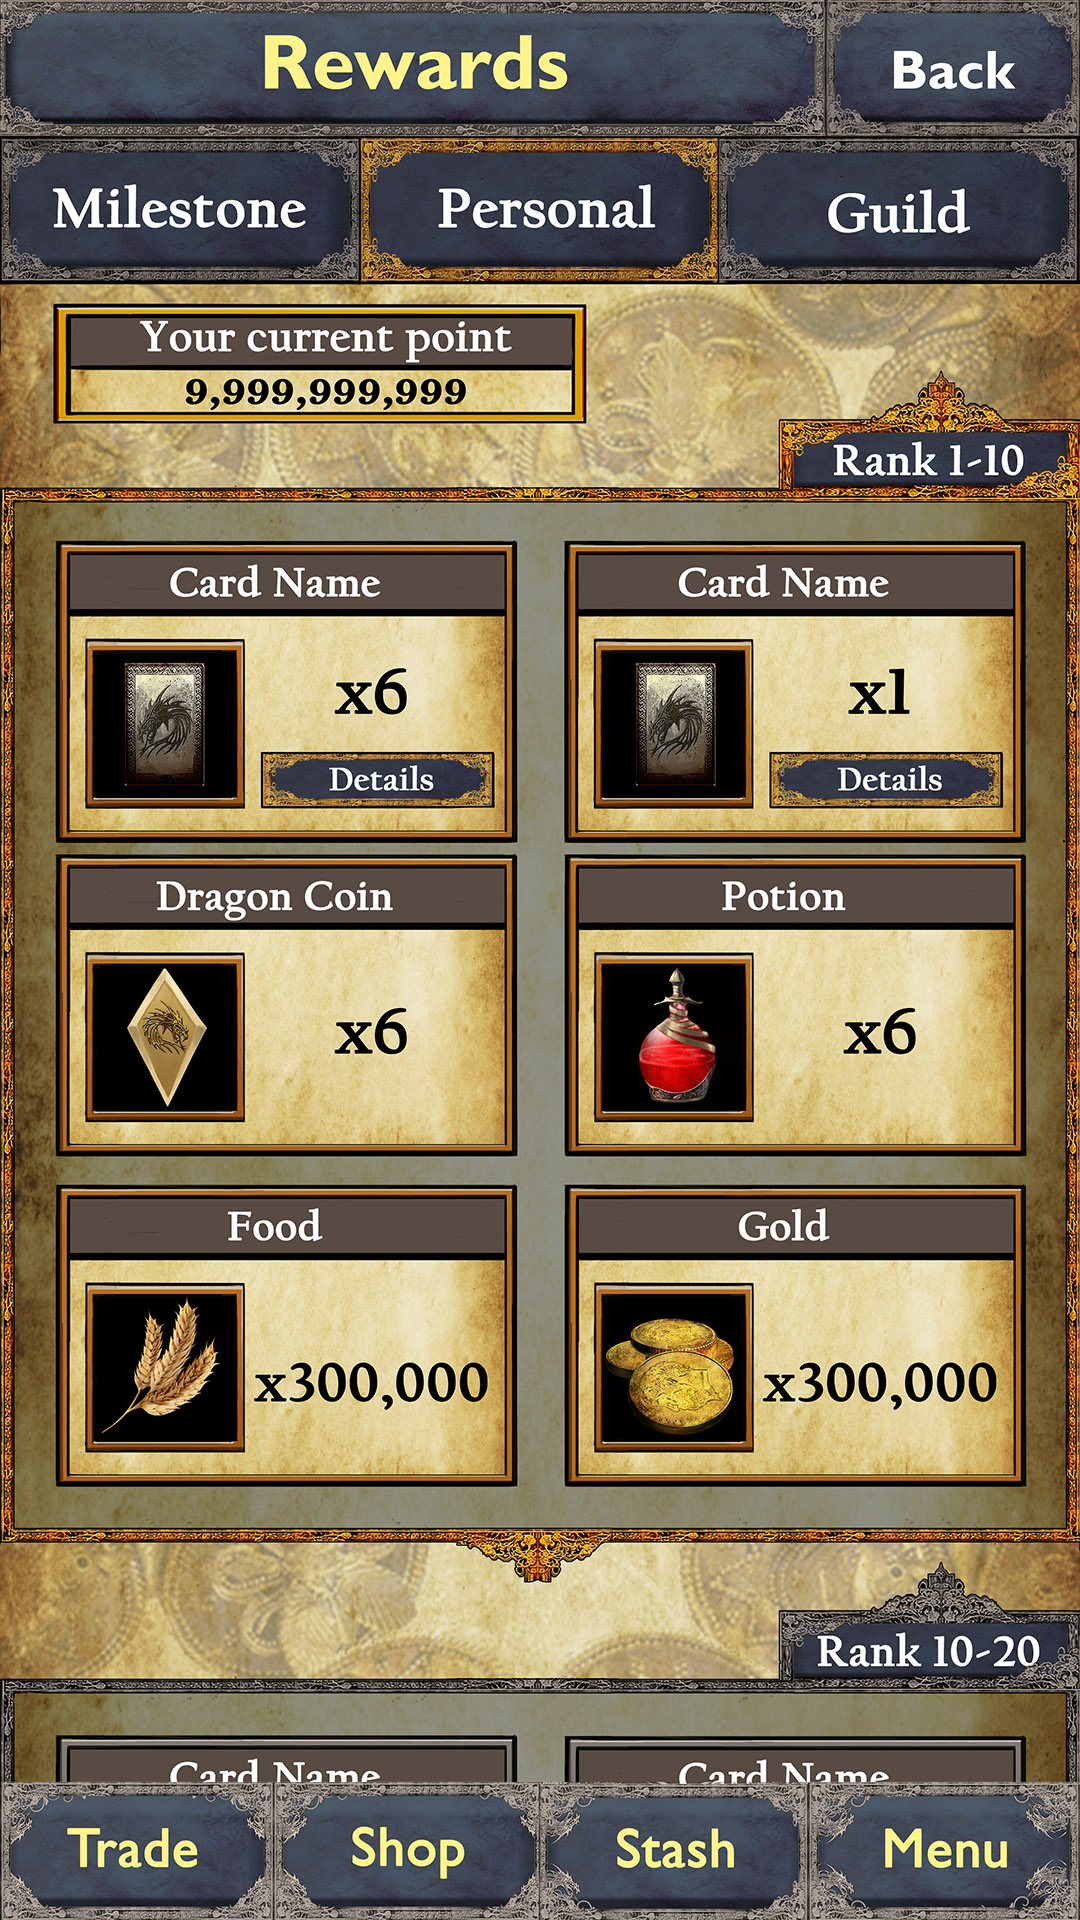 Rewards
Back
Milestone
Personal
Guild
Your current point
9,999,999,999
Rank 1-10
Card Name
Card Name
x6
x1
Details
Details
Dragon Coin
Potion
x6
x6
Food
Gold
x300,000
x300,000
Rank 10-20
Card Name
Card Name
Trade
Shop
Stash
Menu